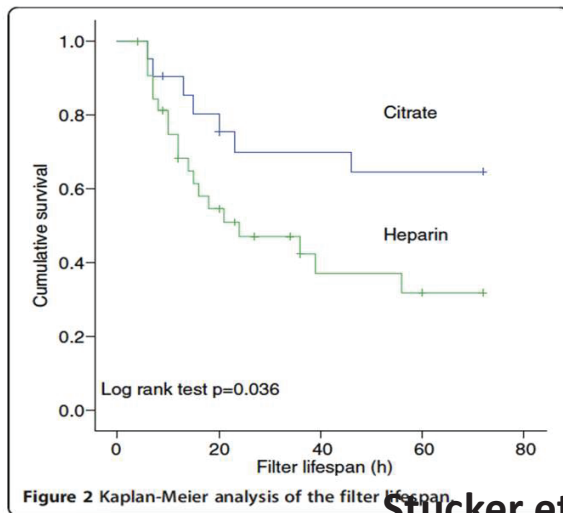 1.0
0.8
0.6
0.4
0.2
0.0
Cumulative survival
Citrate
Heparin
Log rank test p=0.036
0 20 40 60 80
Filter lifespan (h)
Figure 2 Kaplan-Meier analysis of the filter lifespan.
Stucker et